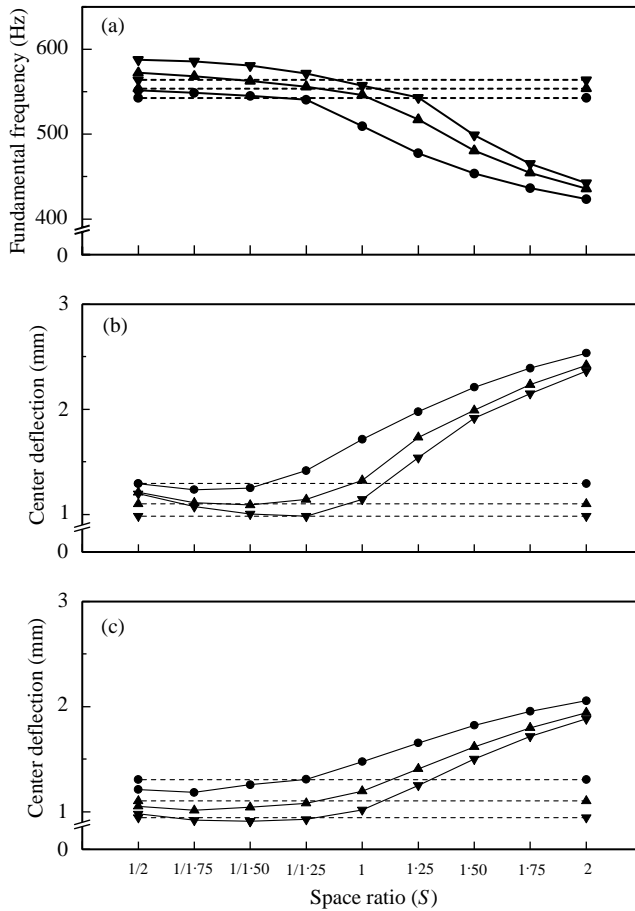 (a)
Fundamental frequency (Hz)
600
500
400
0
(b)
Center deflection (mm)
3
2
1
0
(c)
Center deflection (mm)
3
2
1
0
1/2 1/1·75 1/1·50 1/1·25 1 1·25 1·50 1·75 2
Space ratio (S)